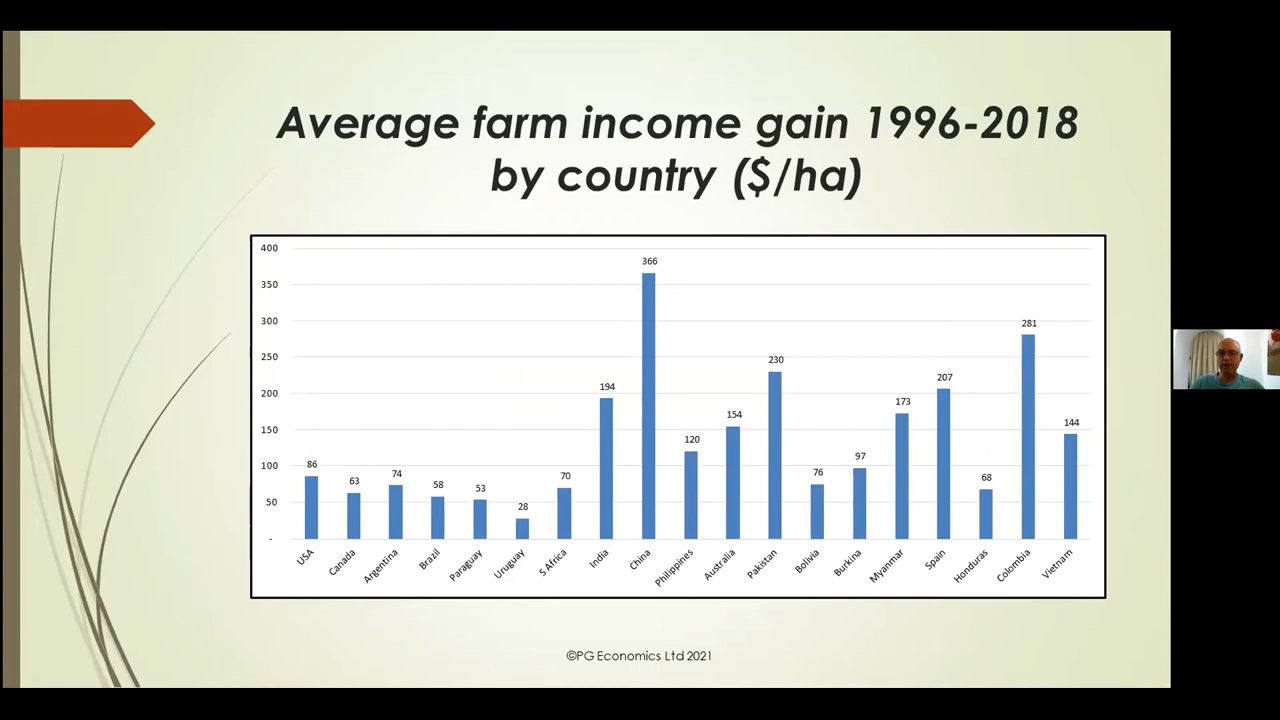 Average farm income gain 1996-2018
by country ($/ha)
400
350
300
250
200
150
100
50
-
86
63
74
58
53
28
70
194
366
120
154
230
76
97
173
207
68
281
144
USA
Canada
Argentina
Brazil
Paraguay
Uruguay
S Africa
India
China
Philippines
Australia
Pakistan
Bolivia
Burkina
Myanmar
Spain
Honduras
Colombia
Vietnam
©PG Economics Ltd 2021